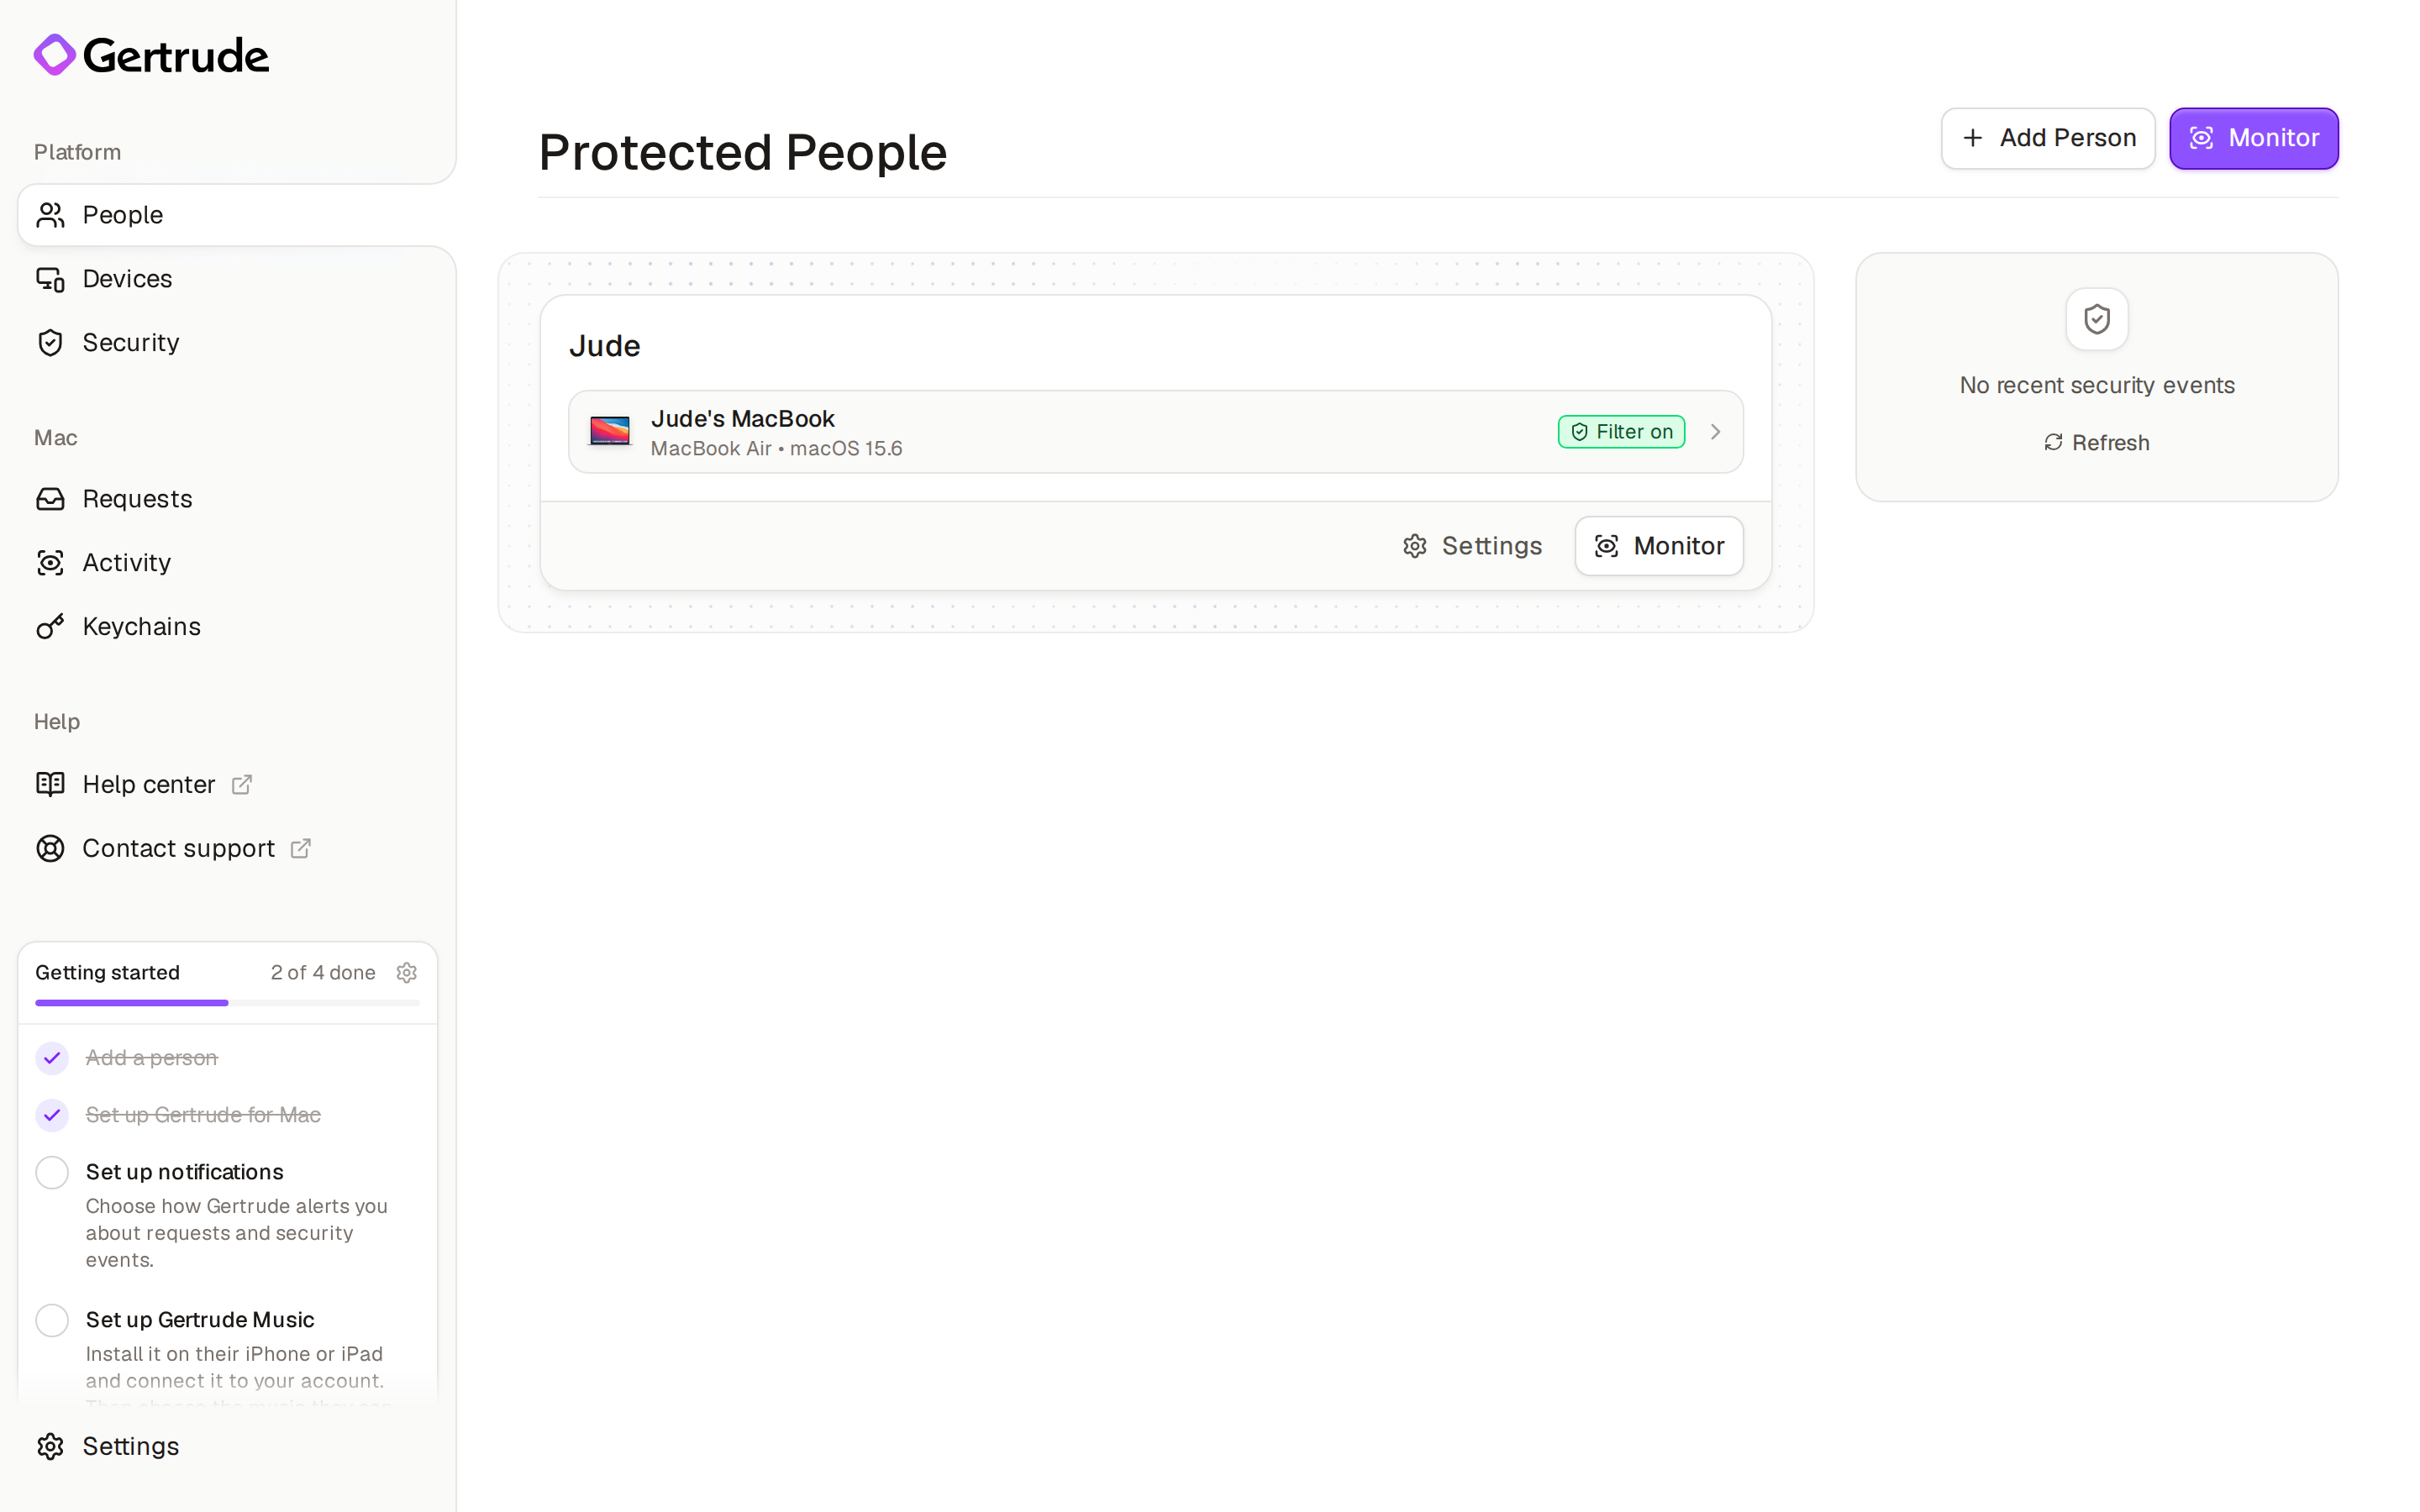 Gertrude
Platform
People
Devices
Security
Mac
Requests
Activity
Keychains
Help
Help center
Contact support
Getting started 2 of 4 done
Add a person
Set up Gertrude for Mac
Set up notifications
Choose how Gertrude alerts you
about requests and security
events.
Set up Gertrude Music
Install it on their iPhone or iPad
and connect it to your account.
Settings
Protected People
Add Person
Monitor
Jude
Jude's MacBook
MacBook Air • macOS 15.6
Filter on
Settings
Monitor
No recent security events
Refresh